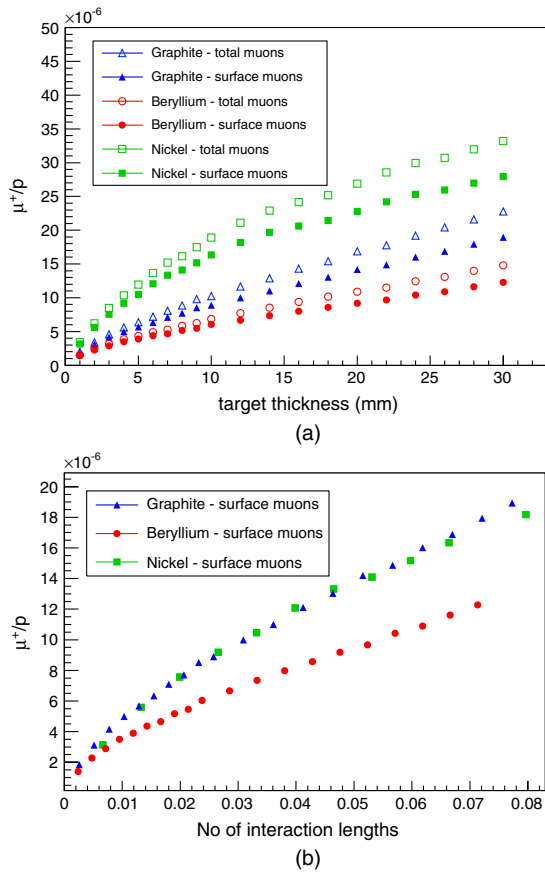 ×10⁻⁶
50
45
40
35
30
25
20
15
10
5
0
μ⁺/p
Graphite - total muons
Graphite - surface muons
Beryllium - total muons
Beryllium - surface muons
Nickel - total muons
Nickel - surface muons
0 5 10 15 20 25 30
target thickness (mm)
(a)
×10⁻⁶
20
18
16
14
12
10
8
6
4
2
μ⁺/p
Graphite - surface muons
Beryllium - surface muons
Nickel - surface muons
0 0.01 0.02 0.03 0.04 0.05 0.06 0.07 0.08
No of interaction lengths
(b)